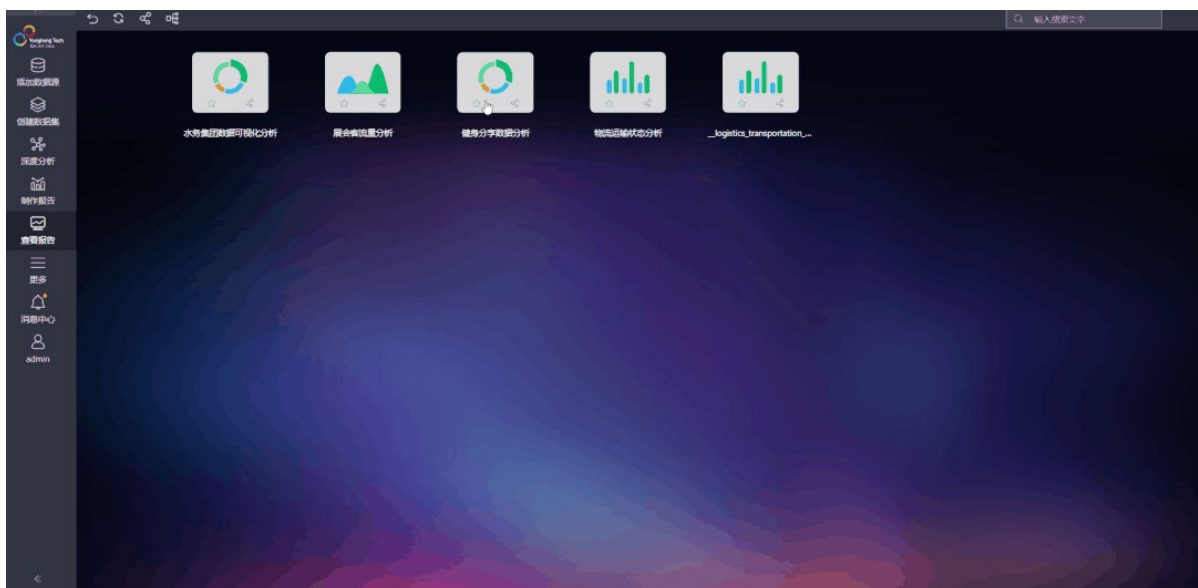 输入搜索文字
Yonghong Tech
添加数据源
创建数据集
深度分析
制作报告
查看报告
更多
消息中心
admin
水务集团数据可视化分析
展会客流量分析
健身分享数据分析
物流运输状态分析
__logistics_transportation_...